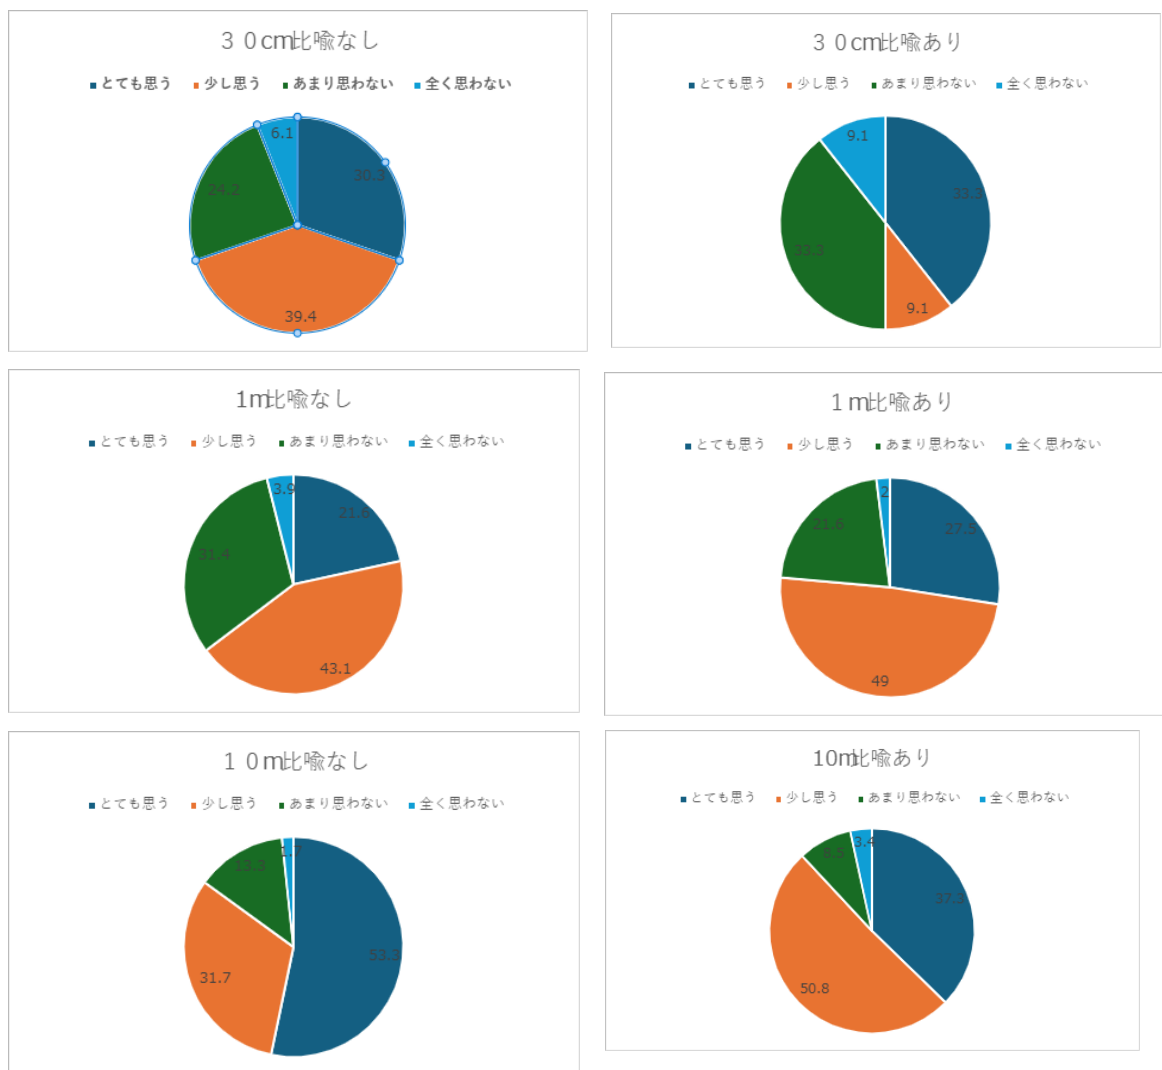 ３０cm比喩なし
とても思う 少し思う あまり思わない 全く思わない
6.1
30.3
24.2
39.4
３０cm比喩あり
とても思う 少し思う あまり思わない 全く思わない
9.1
33.3
33.3
9.1
1m比喩なし
とても思う 少し思う あまり思わない 全く思わない
3.9
21.6
31.4
43.1
１m比喩あり
とても思う 少し思う あまり思わない 全く思わない
2
21.6
27.5
49
１０m比喩なし
とても思う 少し思う あまり思わない 全く思わない
1.7
13.3
53.3
31.7
10m比喩あり
とても思う 少し思う あまり思わない 全く思わない
3.4
8.5
37.3
50.8